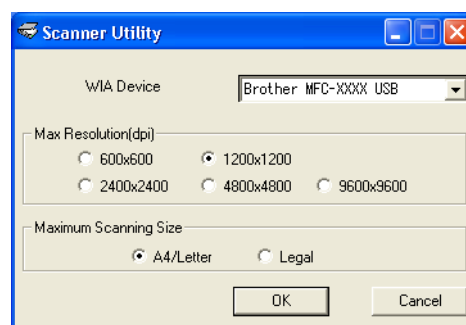 Scanner Utility
WIA Device
Brother MFC-XXXX USB
Max Resolution(dpi)
600x600 1200x1200
2400x2400 4800x4800 9600x9600
Maximum Scanning Size
A4/Letter Legal
OK Cancel